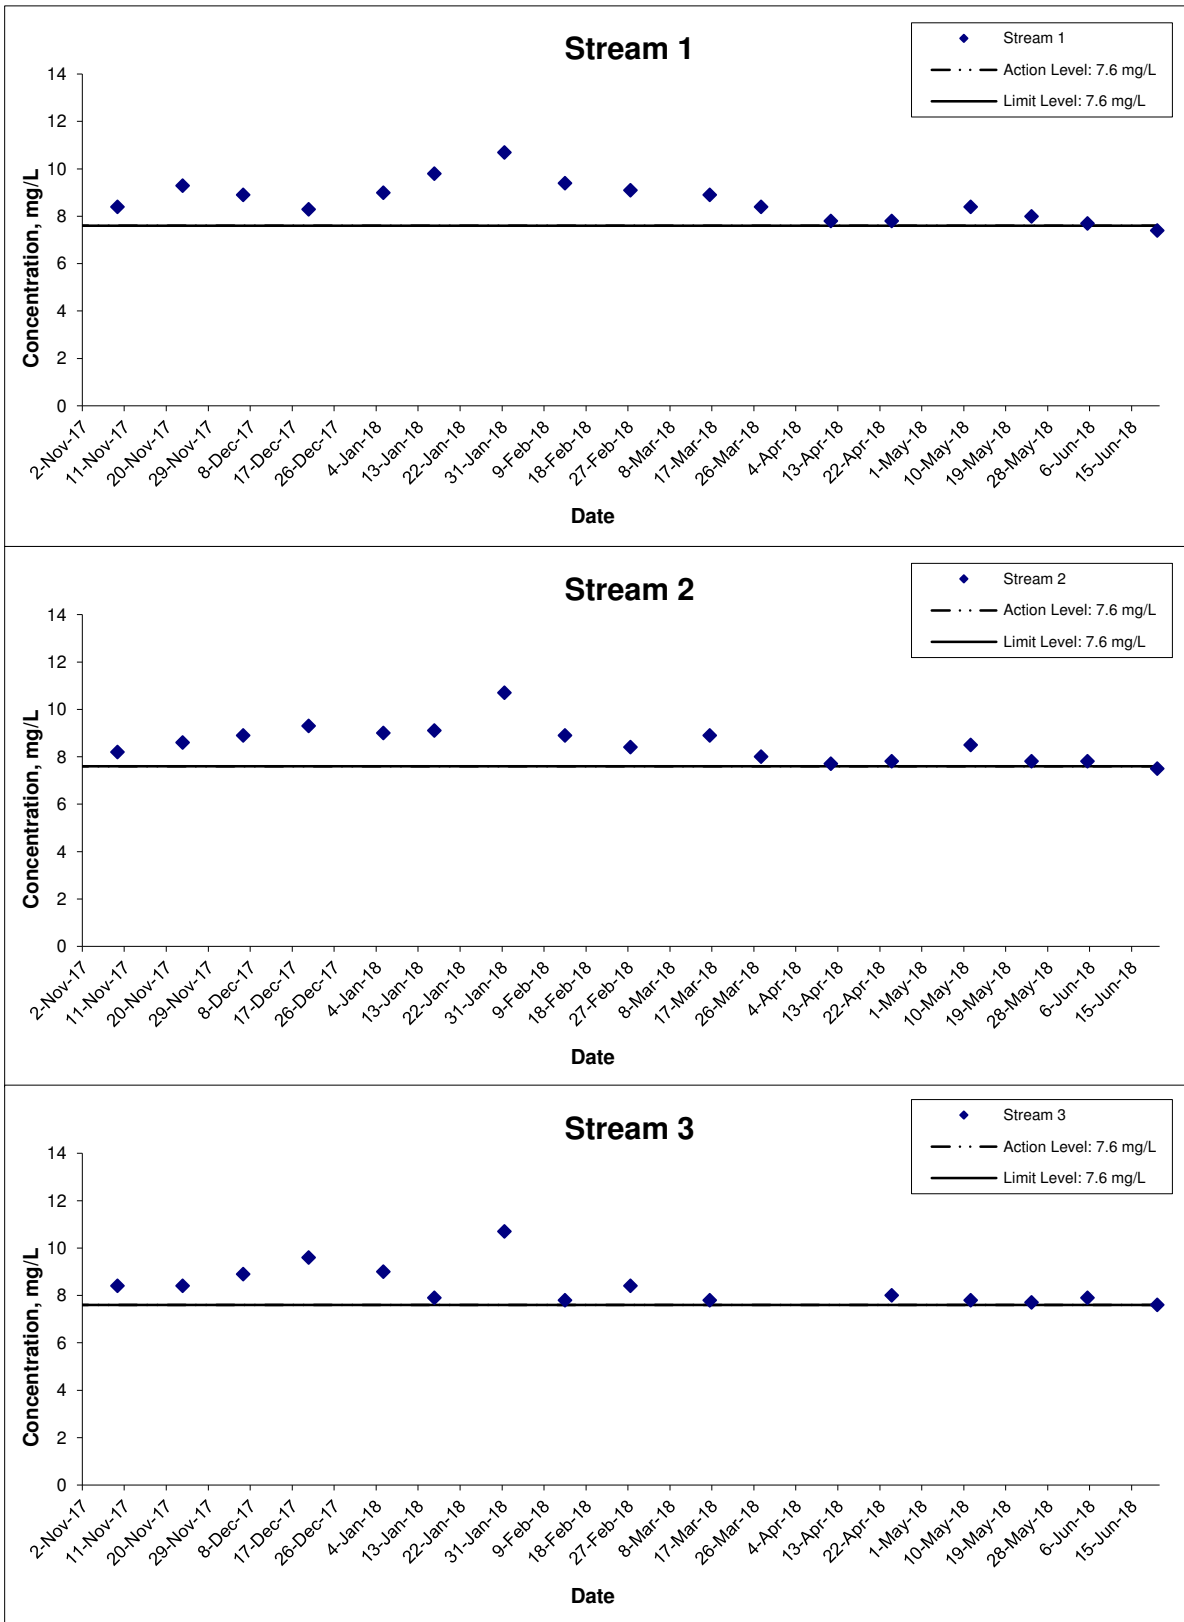 Stream 1
Stream 1
Action Level: 7.6 mg/L
Limit Level: 7.6 mg/L
Concentration, mg/L
14
12
10
8
6
4
2
0
2-Nov-17
11-Nov-17
20-Nov-17
29-Nov-17
8-Dec-17
17-Dec-17
26-Dec-17
4-Jan-18
13-Jan-18
22-Jan-18
31-Jan-18
9-Feb-18
18-Feb-18
27-Feb-18
8-Mar-18
17-Mar-18
26-Mar-18
4-Apr-18
13-Apr-18
22-Apr-18
1-May-18
10-May-18
19-May-18
28-May-18
6-Jun-18
15-Jun-18
Date
Stream 2
Stream 2
Action Level: 7.6 mg/L
Limit Level: 7.6 mg/L
Concentration, mg/L
14
12
10
8
6
4
2
0
2-Nov-17
11-Nov-17
20-Nov-17
29-Nov-17
8-Dec-17
17-Dec-17
26-Dec-17
4-Jan-18
13-Jan-18
22-Jan-18
31-Jan-18
9-Feb-18
18-Feb-18
27-Feb-18
8-Mar-18
17-Mar-18
26-Mar-18
4-Apr-18
13-Apr-18
22-Apr-18
1-May-18
10-May-18
19-May-18
28-May-18
6-Jun-18
15-Jun-18
Date
Stream 3
Stream 3
Action Level: 7.6 mg/L
Limit Level: 7.6 mg/L
Concentration, mg/L
14
12
10
8
6
4
2
0
2-Nov-17
11-Nov-17
20-Nov-17
29-Nov-17
8-Dec-17
17-Dec-17
26-Dec-17
4-Jan-18
13-Jan-18
22-Jan-18
31-Jan-18
9-Feb-18
18-Feb-18
27-Feb-18
8-Mar-18
17-Mar-18
26-Mar-18
4-Apr-18
13-Apr-18
22-Apr-18
1-May-18
10-May-18
19-May-18
28-May-18
6-Jun-18
15-Jun-18
Date